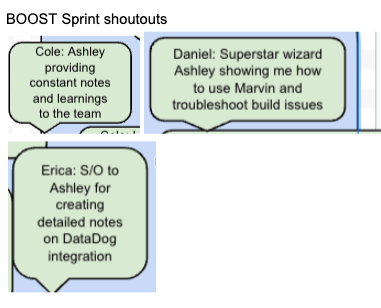 BOOST Sprint shoutouts
Cole: Ashley
providing
constant notes
and learnings
to the team
Daniel: Superstar wizard
Ashley showing me how
to use Marvin and
troubleshoot build issues
Erica: S/O to
Ashley for
creating
detailed notes
on DataDog
integration